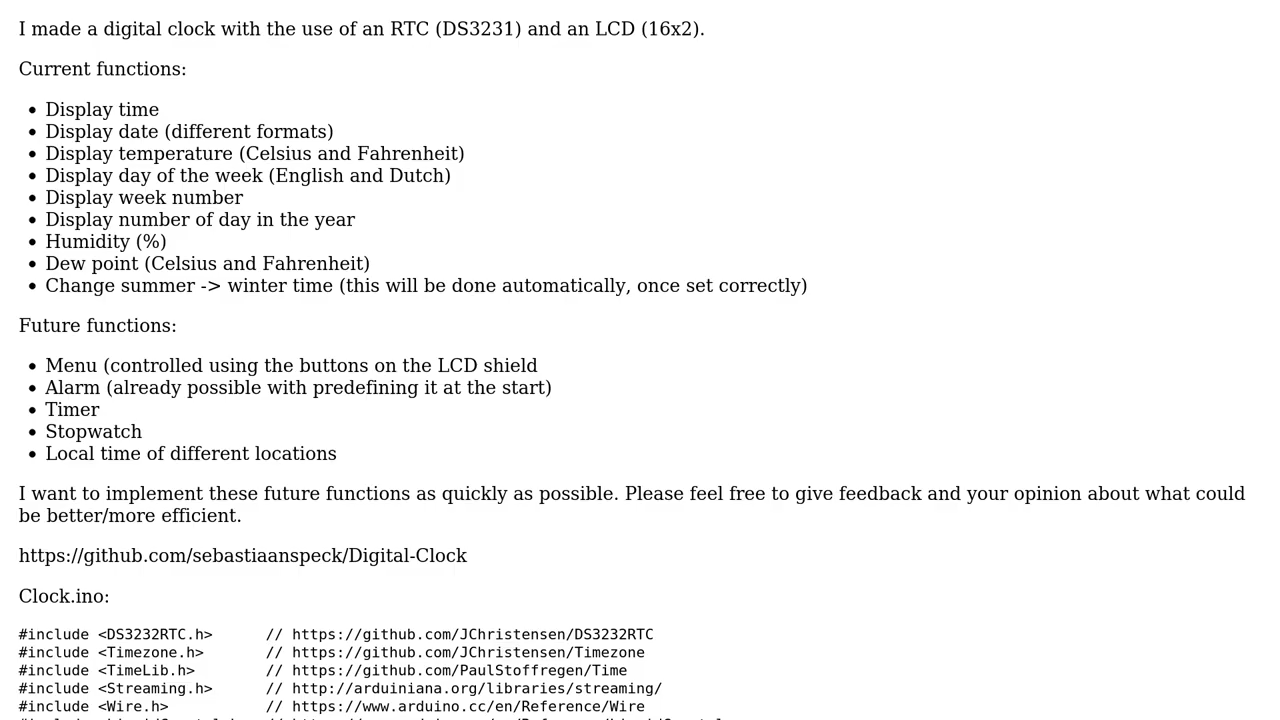 I made a digital clock with the use of an RTC (DS3231) and an LCD (16x2).
Current functions:
• Display time
• Display date (different formats)
• Display temperature (Celsius and Fahrenheit)
• Display day of the week (English and Dutch)
• Display week number
• Display number of day in the year
• Humidity (%)
• Dew point (Celsius and Fahrenheit)
• Change summer -> winter time (this will be done automatically, once set correctly)
Future functions:
• Menu (controlled using the buttons on the LCD shield
• Alarm (already possible with predefining it at the start)
• Timer
• Stopwatch
• Local time of different locations
I want to implement these future functions as quickly as possible. Please feel free to give feedback and your opinion about what could
be better/more efficient.
https://github.com/sebastiaanspeck/Digital-Clock
Clock.ino:
#include <DS3232RTC.h>      // https://github.com/JChristensen/DS3232RTC
#include <Timezone.h>       // https://github.com/JChristensen/Timezone
#include <TimeLib.h>        // https://github.com/PaulStoffregen/Time
#include <Streaming.h>      // http://arduiniana.org/libraries/streaming/
#include <Wire.h>           // https://www.arduino.cc/en/Reference/Wire